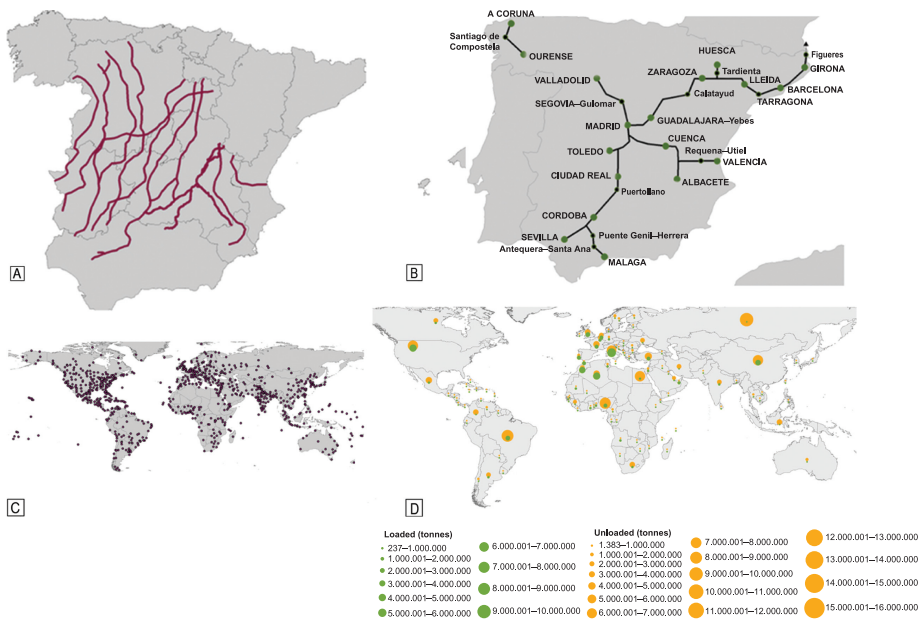 A CORUNA
Santiago de
Compostela
OURENSE
HUESCA
Figueres
Tardienta
GIRONA
ZARAGOZA
LLEIDA
VALLADOLID
BARCELONA
Calatayud
TARRAGONA
SEGOVIA–Guiomar
GUADALAJARA–Yebes
MADRID
CUENCA
Requena–Utiel
TOLEDO
VALENCIA
CIUDAD REAL
ALBACETE
Puertollano
CORDOBA
SEVILLA
Puente Genil–Herrera
Antequera–Santa Ana
MALAGA
A
B
C
D
Loaded (tonnes)
237–1.000.000
1.000.001–2.000.000
2.000.001–3.000.000
3.000.001–4.000.000
4.000.001–5.000.000
5.000.001–6.000.000
6.000.001–7.000.000
7.000.001–8.000.000
8.000.001–9.000.000
9.000.001–10.000.000
Unloaded (tonnes)
1.383–1.000.000
1.000.001–2.000.000
2.000.001–3.000.000
3.000.001–4.000.000
4.000.001–5.000.000
5.000.001–6.000.000
6.000.001–7.000.000
7.000.001–8.000.000
8.000.001–9.000.000
9.000.001–10.000.000
10.000.001–11.000.000
11.000.001–12.000.000
12.000.001–13.000.000
13.000.001–14.000.000
14.000.001–15.000.000
15.000.001–16.000.000